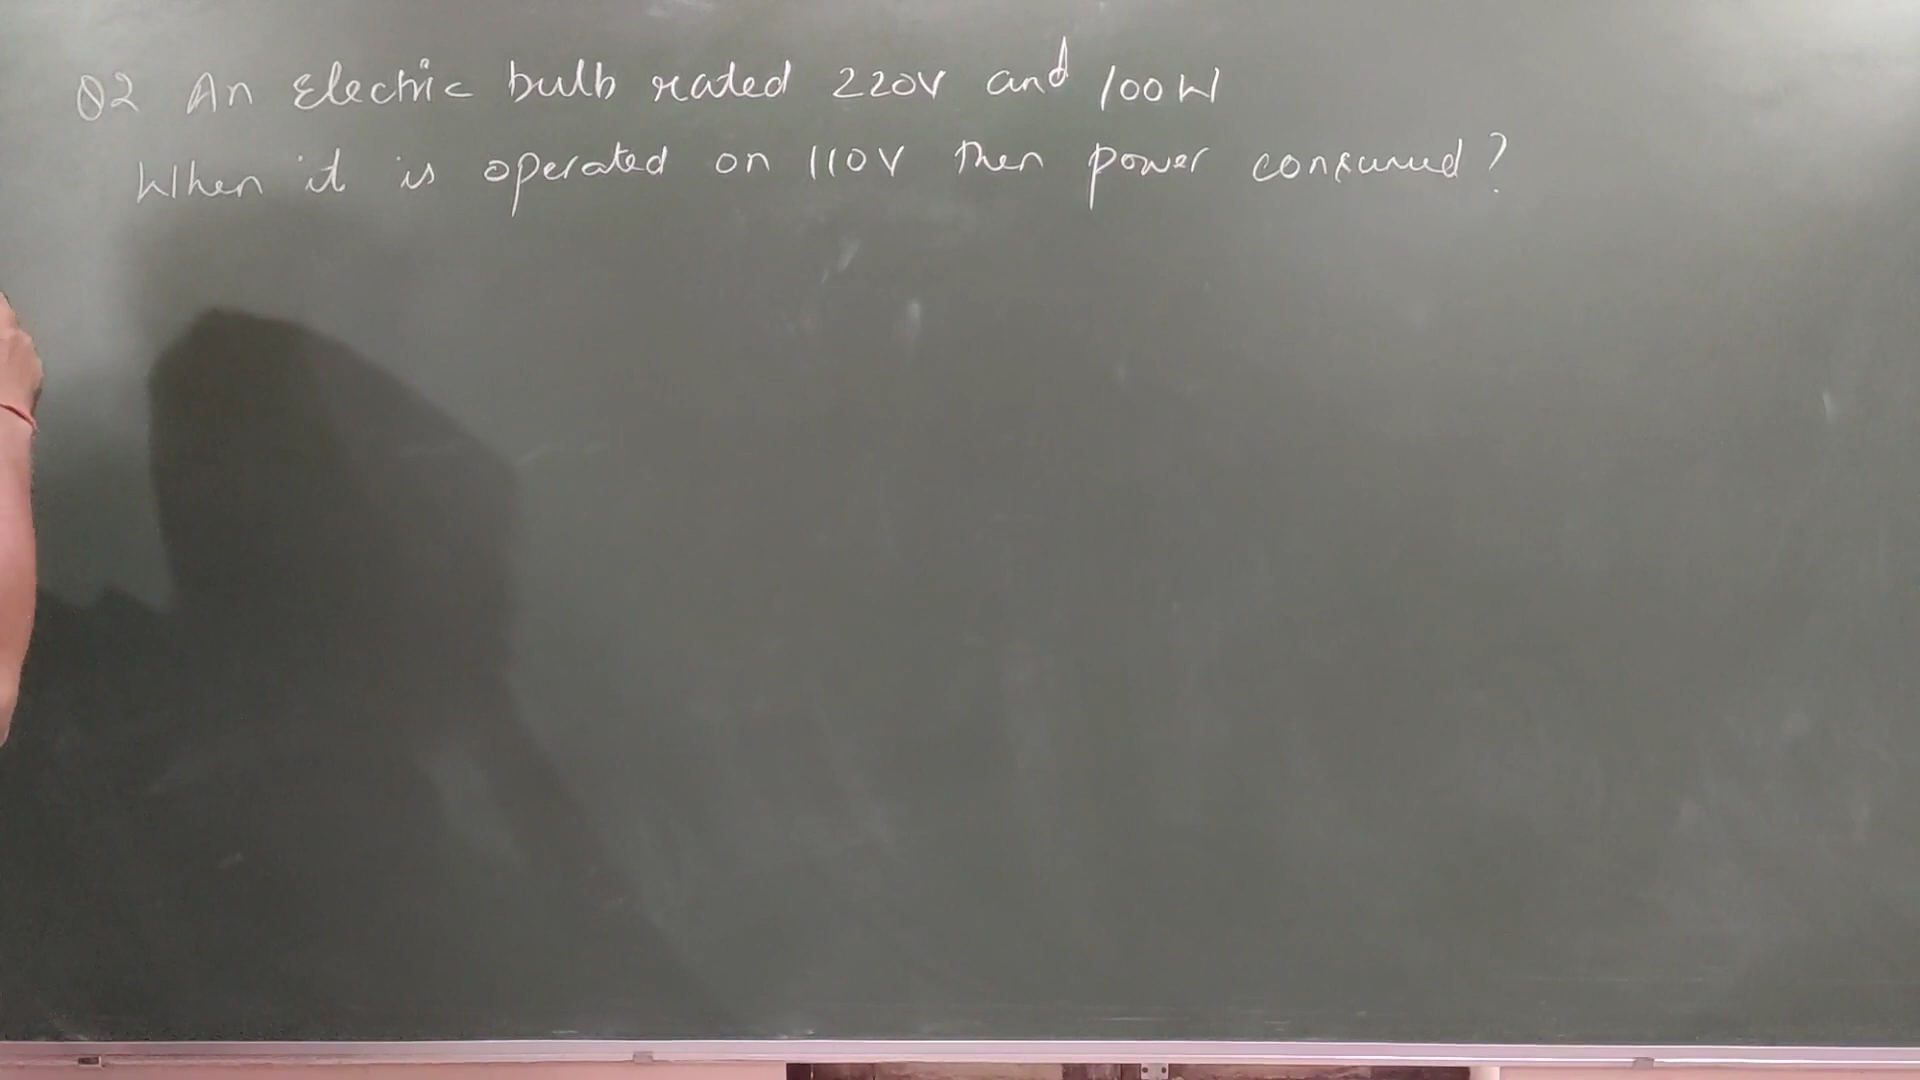 Q2 An Electric bulb rated 220V and 100W
When it is operated on 110V then power consumed?